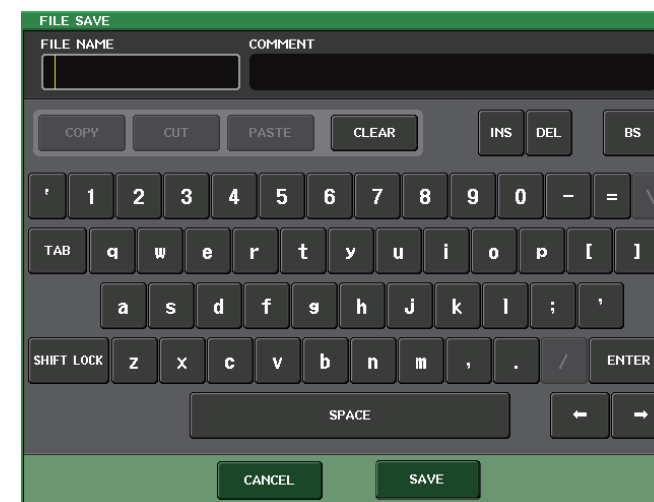 FILE SAVE
FILE NAME COMMENT
COPY CUT PASTE CLEAR INS DEL BS
' 1 2 3 4 5 6 7 8 9 0 - = \
TAB q w e r t y u i o p [ ]
a s d f g h j k l ; '
SHIFT LOCK z x c v b n m , . / ENTER
SPACE ← →
CANCEL SAVE